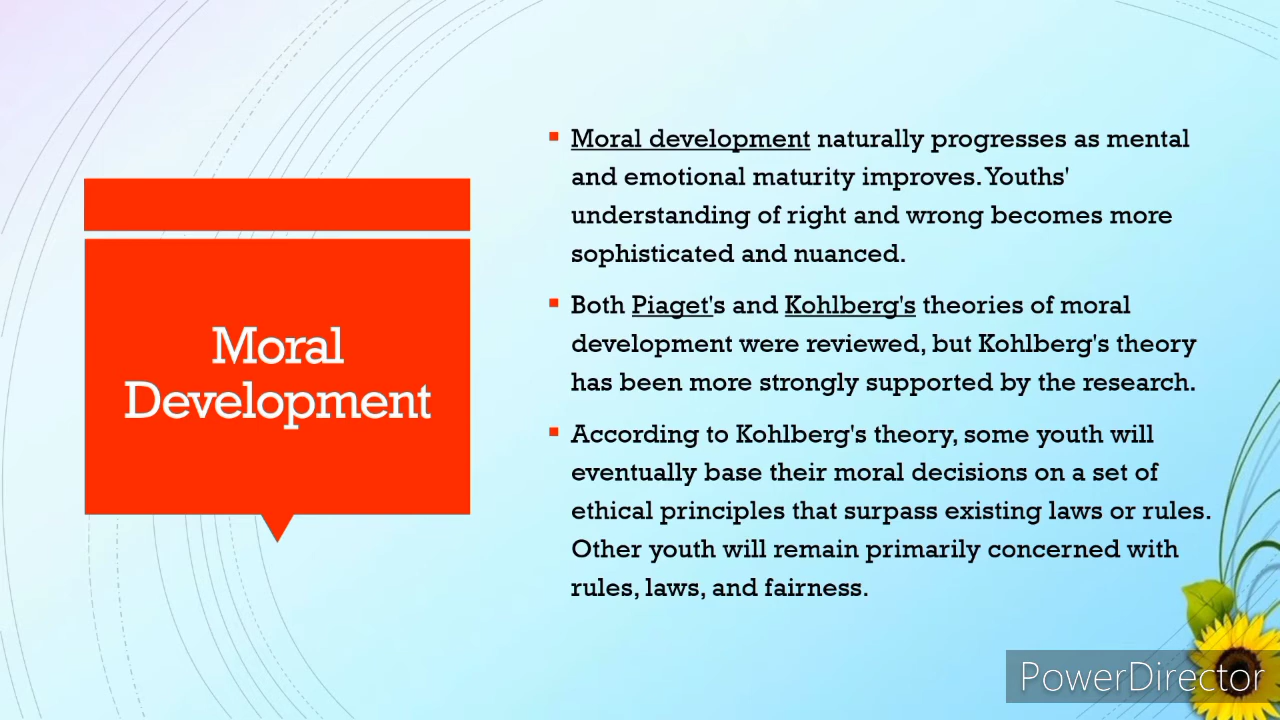 Moral
Development
Moral development naturally progresses as mental
and emotional maturity improves. Youths'
understanding of right and wrong becomes more
sophisticated and nuanced.
Both Piaget's and Kohlberg's theories of moral
development were reviewed, but Kohlberg's theory
has been more strongly supported by the research.
According to Kohlberg's theory, some youth will
eventually base their moral decisions on a set of
ethical principles that surpass existing laws or rules.
Other youth will remain primarily concerned with
rules, laws, and fairness.
PowerDirector